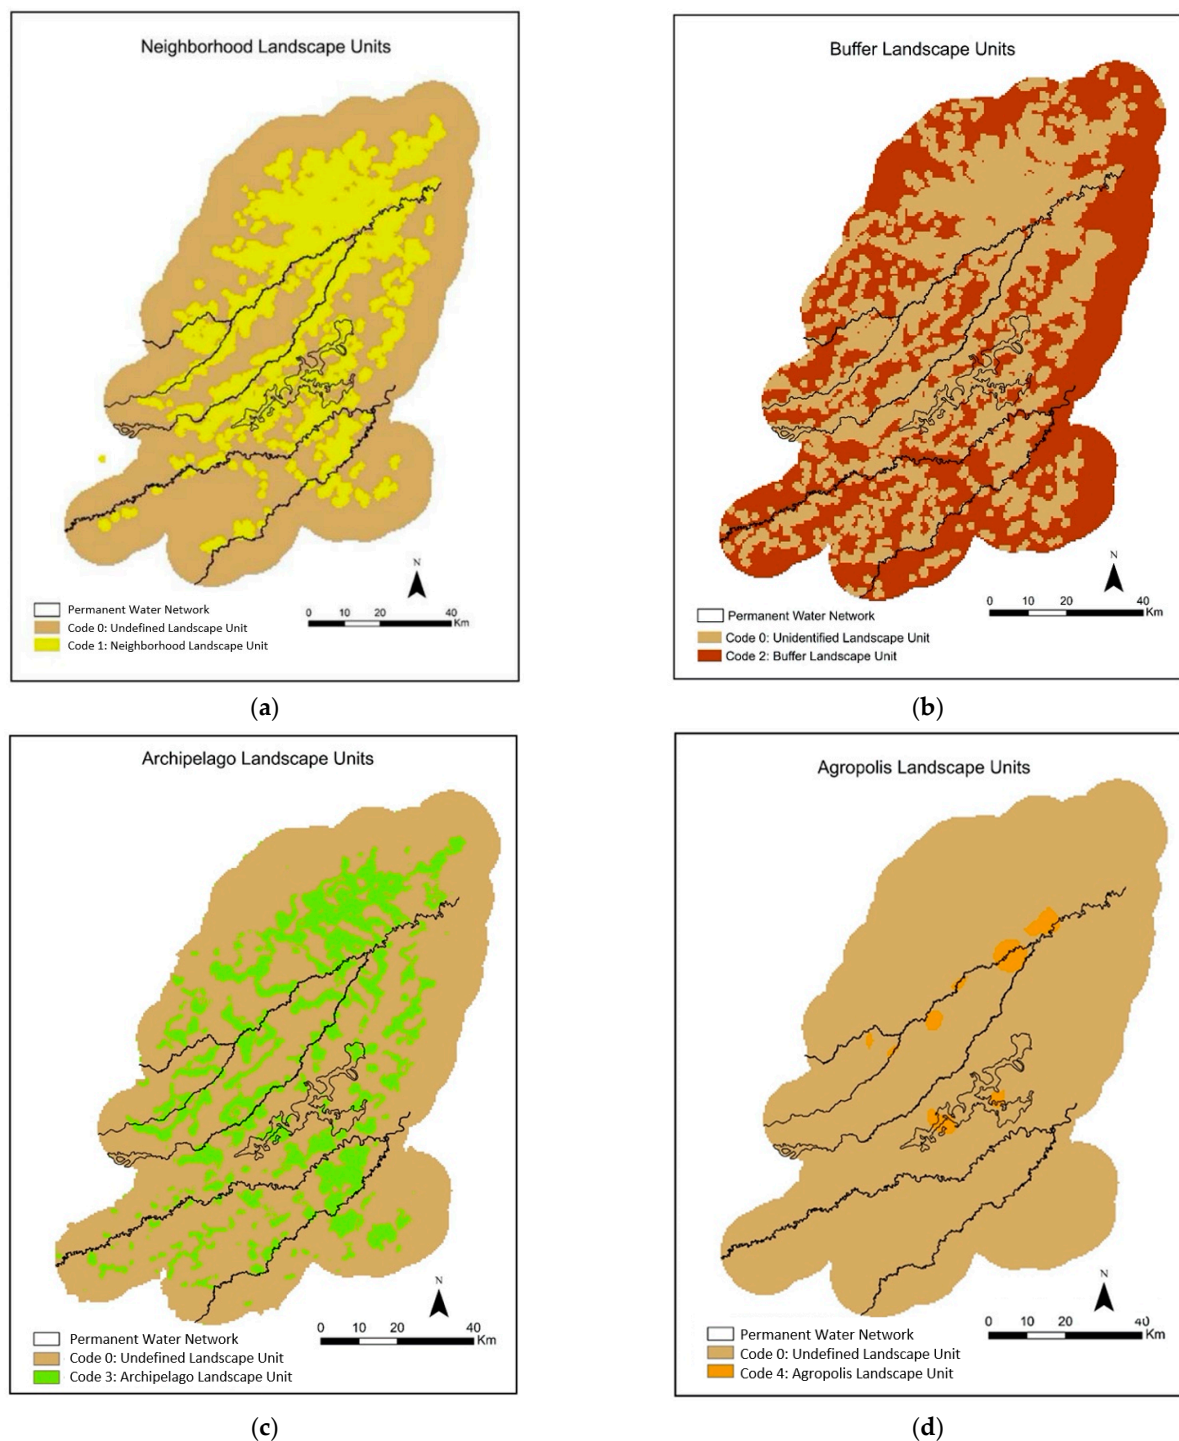 Neighborhood Landscape Units
N
0 10 20 40
Km
Permanent Water Network
Code 0: Undefined Landscape Unit
Code 1: Neighborhood Landscape Unit
(a)
Buffer Landscape Units
N
0 10 20 40
Km
Permanent Water Network
Code 0: Unidentified Landscape Unit
Code 2: Buffer Landscape Unit
(b)
Archipelago Landscape Units
N
0 10 20 40
Km
Permanent Water Network
Code 0: Undefined Landscape Unit
Code 3: Archipelago Landscape Unit
(c)
Agropolis Landscape Units
N
0 10 20 40
Km
Permanent Water Network
Code 0: Undefined Landscape Unit
Code 4: Agropolis Landscape Unit
(d)